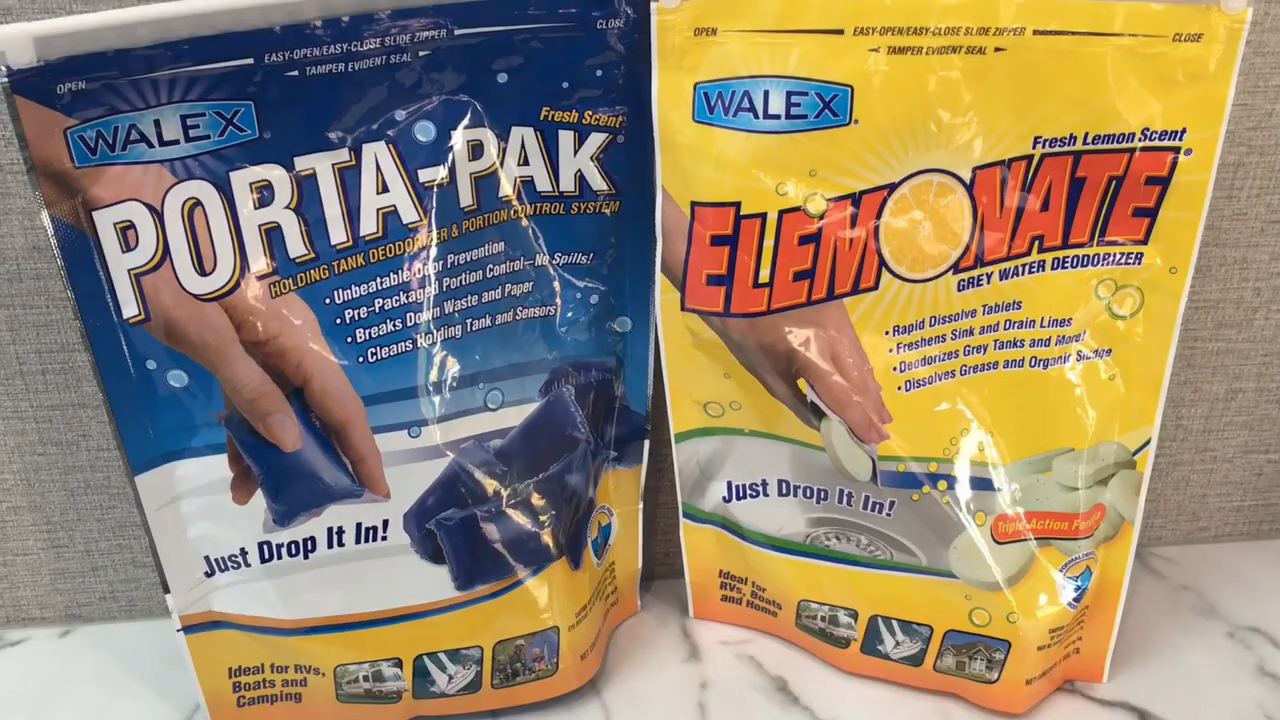 OPEN
EASY-OPEN/EASY-CLOSE SLIDE ZIPPER
CLOSE
TAMPER EVIDENT SEAL
WALEX
Fresh Scent
PORTA-PAK®
HOLDING TANK DEODORIZER & PORTION CONTROL SYSTEM
• Unbeatable Odor Prevention
• Pre-Packaged Portion Control—No Spills!
• Breaks Down Waste and Paper
• Cleans Holding Tank and Sensors
Just Drop It In!
Ideal for RVs,
Boats and
Camping
OPEN
EASY-OPEN/EASY-CLOSE SLIDE ZIPPER
CLOSE
TAMPER EVIDENT SEAL
WALEX
Fresh Lemon Scent
ELEMONATE®
GREY WATER DEODORIZER
• Rapid Dissolve Tablets
• Freshens Sink and Drain Lines
• Deodorizes Grey Tanks and More!
• Dissolves Grease and Organic Sludge
Just Drop It In!
Triple Action Formula
Ideal for
RVs, Boats
and Home